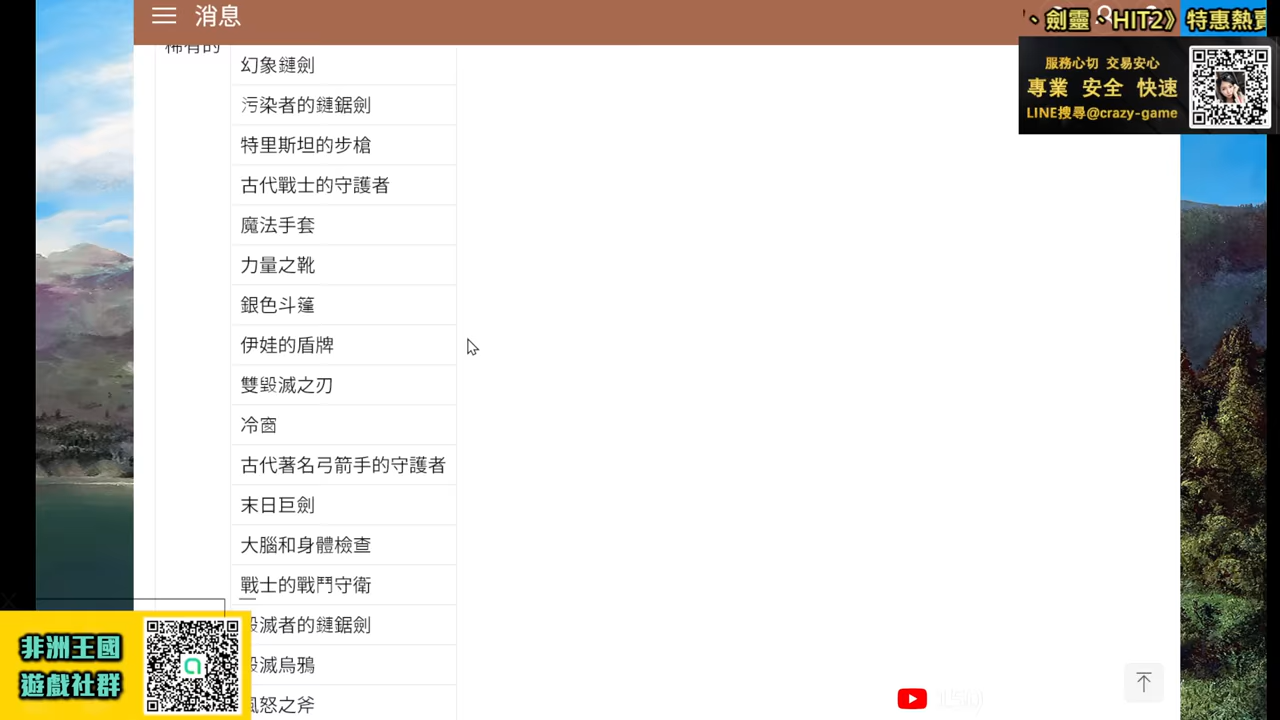 消息
、劍靈、HIT2》 特惠熱賣
服務心切 交易安心
專業 安全 快速
LINE搜尋@crazy-game
稀有的
幻象鏈劍
污染者的鏈鋸劍
特里斯坦的步槍
古代戰士的守護者
魔法手套
力量之靴
銀色斗篷
伊娃的盾牌
雙毀滅之刃
冷窗
古代著名弓箭手的守護者
末日巨劍
大腦和身體檢查
戰士的戰鬥守衛
毀滅者的鏈鋸劍
毀滅烏鴉
風怒之斧
非洲王國
遊戲社群